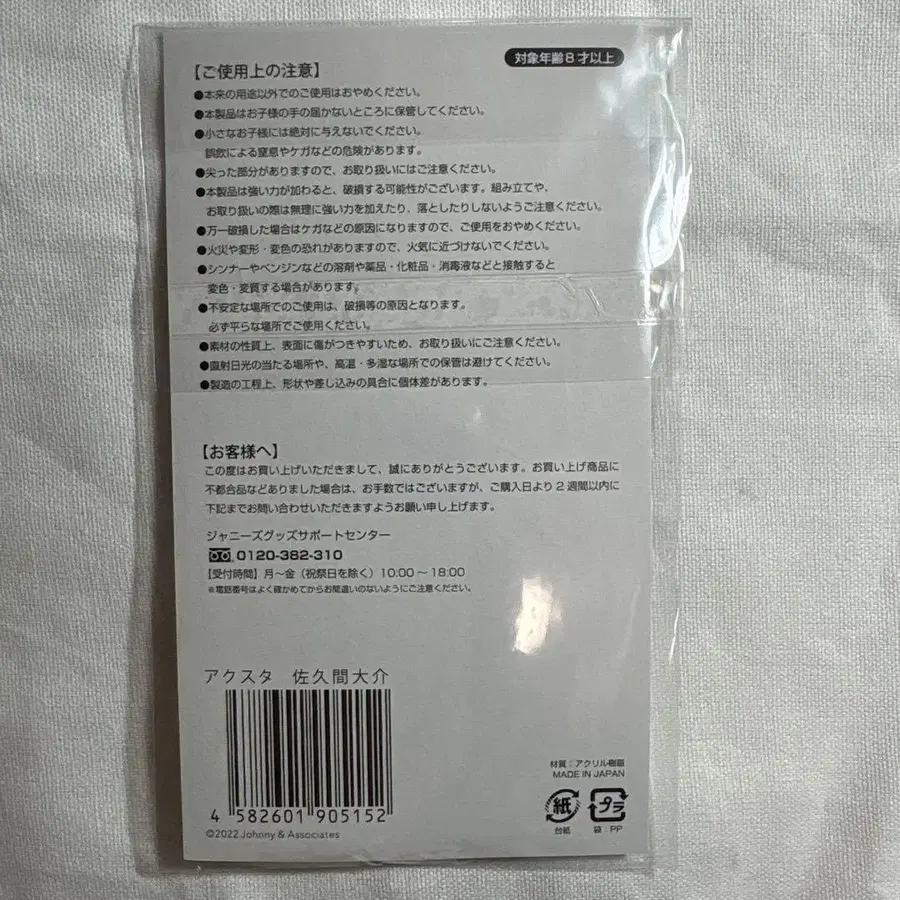 対象年齢8才以上
【ご使用上の注意】
●本来の用途以外でのご使用はおやめください。
●本製品はお子様の手の届かないところに保管してください。
●小さなお子様には絶対に与えないでください。
誤飲による窒息やケガなどの危険があります。
●尖った部分がありますので、お取り扱いにはご注意ください。
●本製品は強い力が加わると、破損する可能性がございます。組み立てや、
お取り扱いの際は無理に強い力を加えたり、落としたりしないようご注意ください。
●万一破損した場合はケガなどの原因になりますので、ご使用をおやめください。
●火災や変形・変色の恐れがありますので、火気に近づけないでください。
●シンナーやベンジンなどの溶剤や薬品・化粧品・消毒液などと接触すると
変色・変質する場合があります。
●不安定な場所でのご使用は、破損等の原因となります。
必ず平らな場所でご使用ください。
●素材の性質上、表面に傷がつきやすいため、お取り扱いにご注意ください。
●直射日光の当たる場所や、高温・多湿な場所での保管は避けてください。
●製造の工程上、形状や差し込みの具合に個体差があります。
【お客様へ】
この度はお買い上げいただきまして、誠にありがとうございます。お買い上げ商品に
不都合品などありました場合は、お手数ではございますが、ご購入日より2週間以内に
下記までお問い合わせいただきますようお願い申し上げます。
ジャニーズグッズサポートセンター
0120-382-310
【受付時間】月～金（祝祭日を除く）10:00～18:00
※電話番号はよく確かめてからお間違いのないようにご注意ください。
アクスタ 佐久間大介
4 582601 905152
©2022 Johnny & Associates
材質：アクリル樹脂
MADE IN JAPAN
紙
台紙
プラ
袋：PP